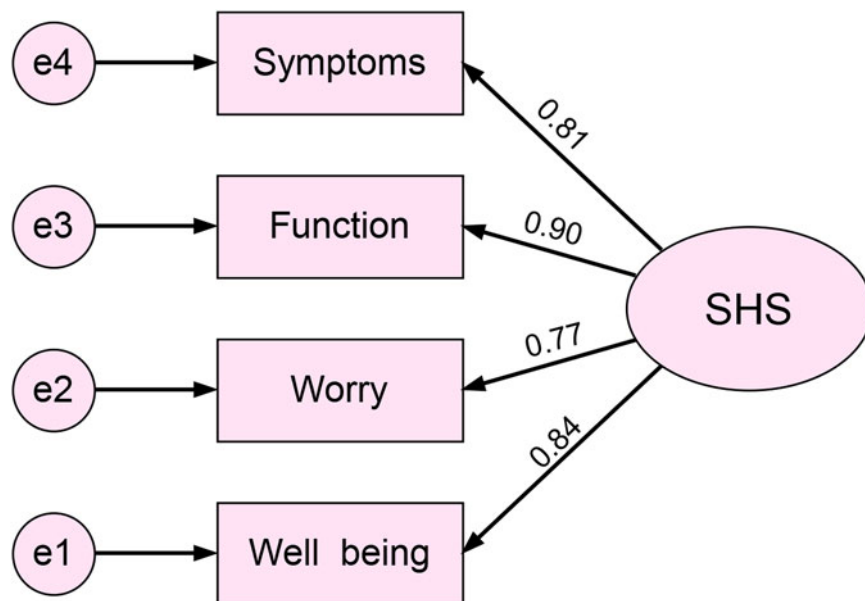 e4
Symptoms
0.81
e3
Function
0.90
SHS
e2
Worry
0.77
e1
Well being
0.84